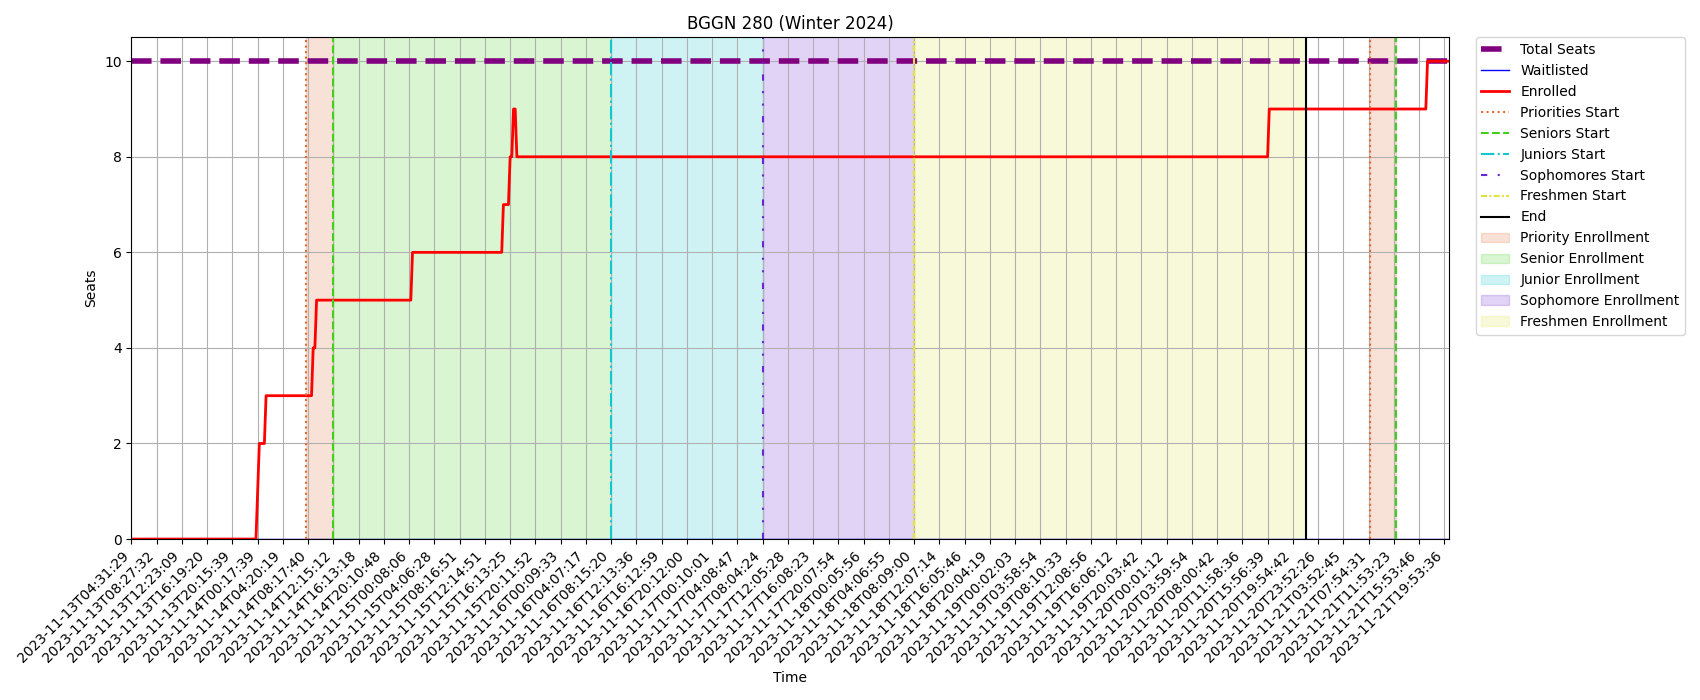 BGGN 280 (Winter 2024)
Seats
10
8
6
4
2
0
2023-11-13T04:31:29
2023-11-13T08:27:32
2023-11-13T12:23:09
2023-11-13T16:19:20
2023-11-13T20:15:39
2023-11-14T00:17:39
2023-11-14T04:20:19
2023-11-14T08:17:40
2023-11-14T12:15:12
2023-11-14T16:13:18
2023-11-14T20:10:48
2023-11-15T00:08:06
2023-11-15T04:06:28
2023-11-15T08:16:51
2023-11-15T12:14:51
2023-11-15T16:13:25
2023-11-15T20:11:52
2023-11-16T00:09:33
2023-11-16T04:07:17
2023-11-16T08:15:20
2023-11-16T12:13:36
2023-11-16T16:12:59
2023-11-16T20:12:00
2023-11-17T00:10:01
2023-11-17T04:08:47
2023-11-17T08:04:24
2023-11-17T12:05:28
2023-11-17T16:08:23
2023-11-17T20:07:54
2023-11-18T00:05:56
2023-11-18T04:06:55
2023-11-18T08:09:00
2023-11-18T12:07:14
2023-11-18T16:05:46
2023-11-18T20:04:19
2023-11-19T00:02:03
2023-11-19T03:58:54
2023-11-19T08:10:33
2023-11-19T12:08:56
2023-11-19T16:06:12
2023-11-19T20:03:42
2023-11-20T00:01:12
2023-11-20T03:59:54
2023-11-20T08:00:42
2023-11-20T11:58:36
2023-11-20T15:56:39
2023-11-20T19:54:42
2023-11-20T23:52:26
2023-11-21T03:52:45
2023-11-21T07:54:31
2023-11-21T11:53:23
2023-11-21T15:53:46
2023-11-21T19:53:36
Time
Total Seats
Waitlisted
Enrolled
Priorities Start
Seniors Start
Juniors Start
Sophomores Start
Freshmen Start
End
Priority Enrollment
Senior Enrollment
Junior Enrollment
Sophomore Enrollment
Freshmen Enrollment